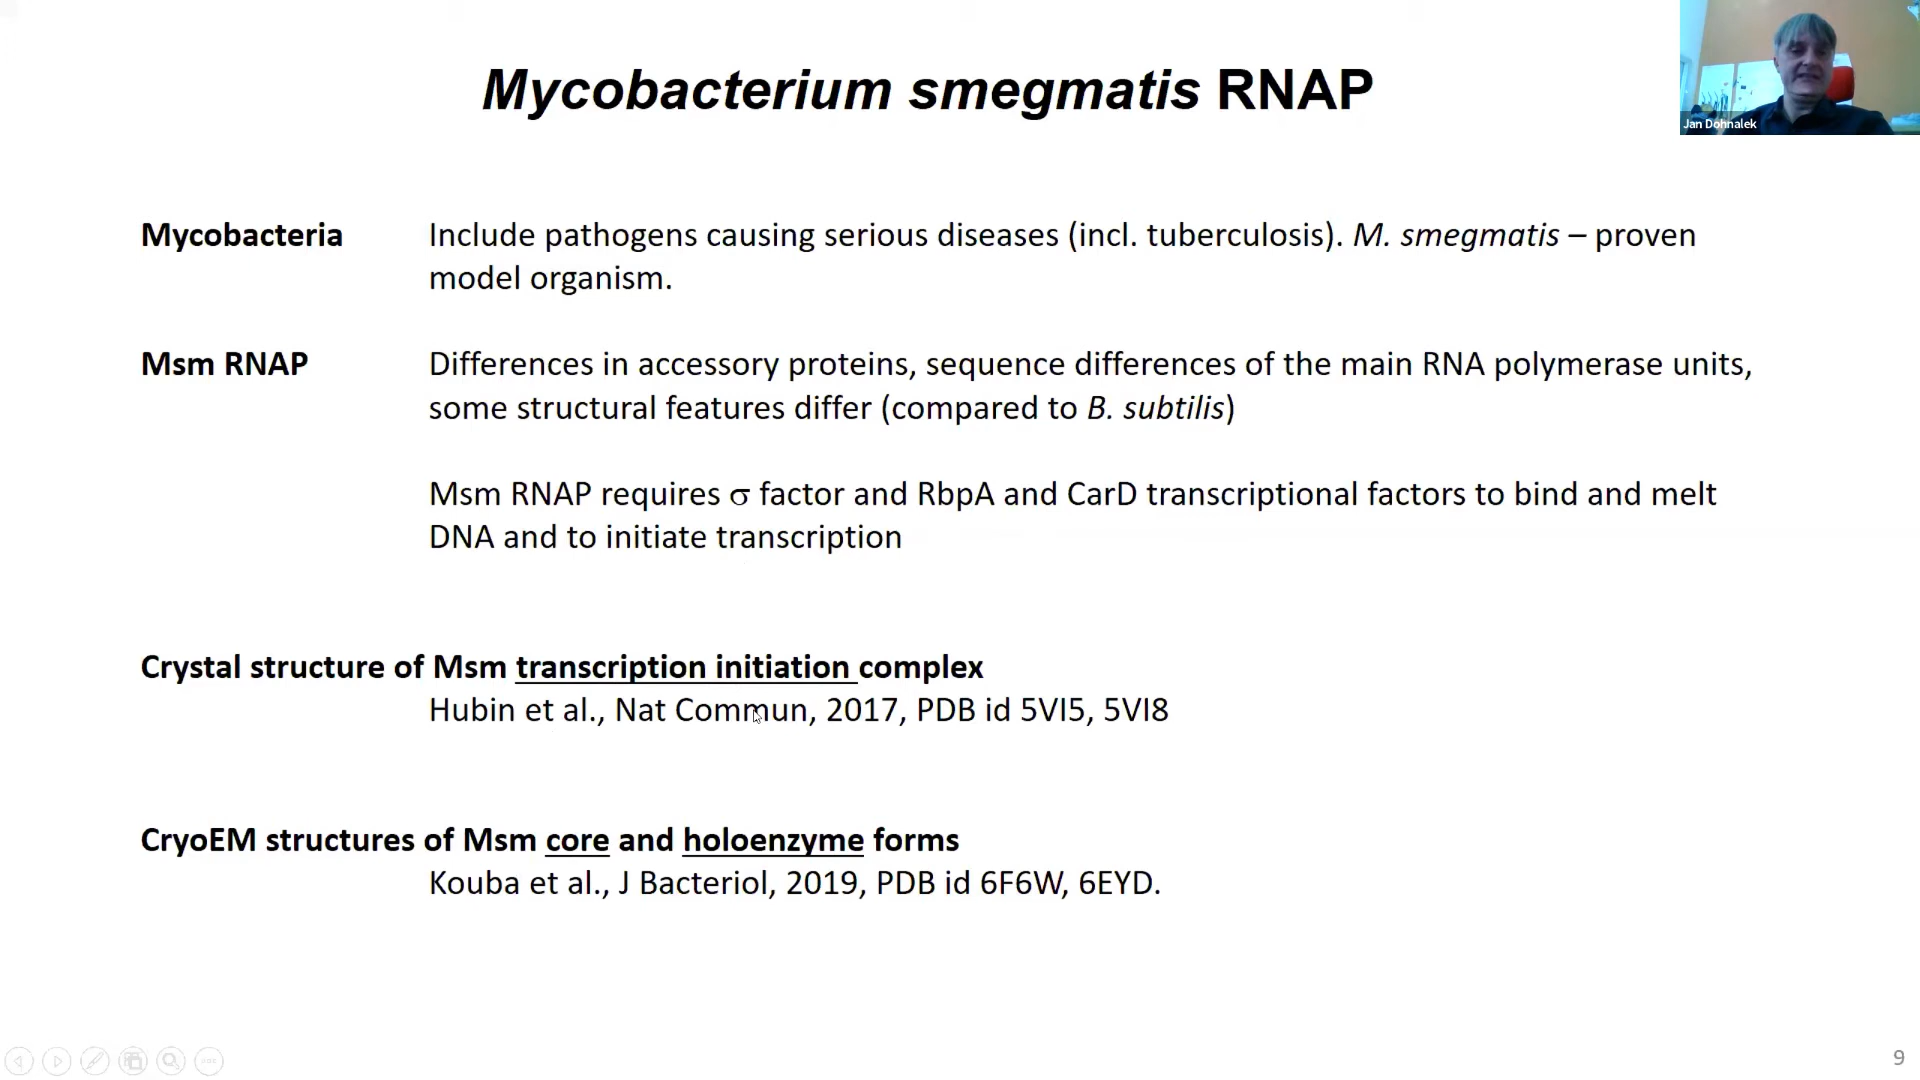 Mycobacterium smegmatis RNAP
Jan Dohnalek
Mycobacteria
Include pathogens causing serious diseases (incl. tuberculosis). M. smegmatis – proven
model organism.
Msm RNAP
Differences in accessory proteins, sequence differences of the main RNA polymerase units,
some structural features differ (compared to B. subtilis)
Msm RNAP requires σ factor and RbpA and CarD transcriptional factors to bind and melt
DNA and to initiate transcription
Crystal structure of Msm transcription initiation complex
Hubin et al., Nat Commun, 2017, PDB id 5VI5, 5VI8
CryoEM structures of Msm core and holoenzyme forms
Kouba et al., J Bacteriol, 2019, PDB id 6F6W, 6EYD.
9